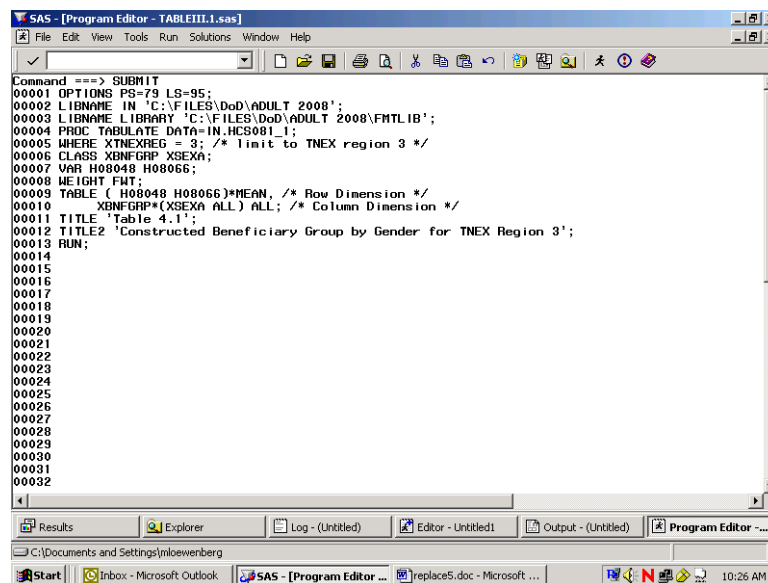 SAS - [Program Editor - TABLEIII.1.sas]
File Edit View Tools Run Solutions Window Help
Command ===> SUBMIT
00001 OPTIONS PS=79 LS=95;
00002 LIBNAME IN 'C:\FILES\DoD\ADULT 2008';
00003 LIBNAME LIBRARY 'C:\FILES\DoD\ADULT 2008\FMTLIB';
00004 PROC TABULATE DATA=IN.HCS081_1;
00005 WHERE XTNEXREG = 3; /* limit to TNEX region 3 */
00006 CLASS XBNFGRP XSEXA;
00007 VAR H08048 H08066;
00008 WEIGHT FWT;
00009 TABLE ( H08048 H08066)*MEAN, /* Row Dimension */
00010 XBNFGRP*(XSEXA ALL) ALL; /* Column Dimension */
00011 TITLE 'Table 4.1';
00012 TITLE2 'Constructed Beneficiary Group by Gender for TNEX Region 3';
00013 RUN;
00014
00015
00016
00017
00018
00019
00020
00021
00022
00023
00024
00025
00026
00027
00028
00029
00030
00031
00032
Results Explorer Log - (Untitled) Editor - Untitled1 Output - (Untitled) Program Editor -...
C:\Documents and Settings\mloewenberg
Start Inbox - Microsoft Outlook SAS - [Program Editor ... replace5.doc - Microsoft ... 10:26 AM